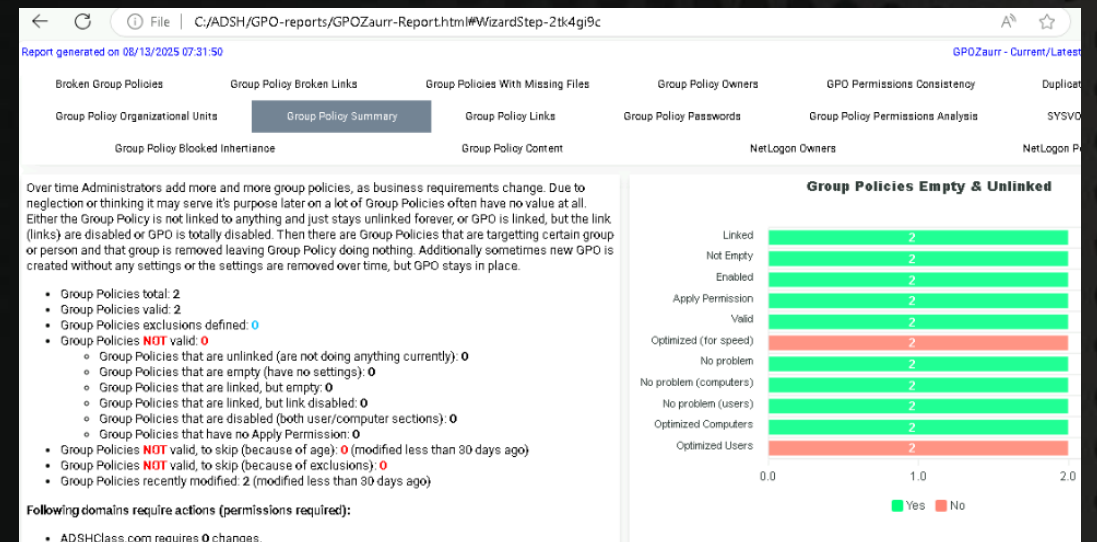 File
C:/ADSH/GPO-reports/GPOZaurr-Report.html#WizardStep-2tk4gi9c
Report generated on 08/13/2025 07:31:50
GPOZaurr - Current/Latest
Broken Group Policies
Group Policy Broken Links
Group Policies With Missing Files
Group Policy Owners
GPO Permissions Consistency
Duplicat
Group Policy Organizational Units
Group Policy Summary
Group Policy Links
Group Policy Passwords
Group Policy Permissions Analysis
SYSVO
Group Policy Blocked Inhertiance
Group Policy Content
NetLogon Owners
NetLogon Pe
Over time Administrators add more and more group policies, as business requirements change. Due to
neglection or thinking it may serve it's purpose later on a lot of Group Policies often have no value at all.
Either the Group Policy is not linked to anything and just stays unlinked forever, or GPO is linked, but the link
(links) are disabled or GPO is totally disabled. Then there are Group Policies that are targetting certain group
or person and that group is removed leaving Group Policy doing nothing. Additionally sometimes new GPO is
created without any settings or the settings are removed over time, but GPO stays in place.
• Group Policies total: 2
• Group Policies valid: 2
• Group Policies exclusions defined: 0
• Group Policies NOT valid: 0
◦ Group Policies that are unlinked (are not doing anything currently): 0
◦ Group Policies that are empty (have no settings): 0
◦ Group Policies that are linked, but empty: 0
◦ Group Policies that are linked, but link disabled: 0
◦ Group Policies that are disabled (both user/computer sections): 0
◦ Group Policies that have no Apply Permission: 0
• Group Policies NOT valid, to skip (because of age): 0 (modified less than 30 days ago)
• Group Policies NOT valid, to skip (because of exclusions): 0
• Group Policies recently modified: 2 (modified less than 30 days ago)
Following domains require actions (permissions required):
• ADSHClass.com requires 0 changes.
Group Policies Empty & Unlinked
Linked 2
Not Empty 2
Enabled 2
Apply Permission 2
Valid 2
Optimized (for speed) 2
No problem 2
No problem (computers) 2
No problem (users) 2
Optimized Computers 2
Optimized Users 2
0.0 1.0 2.0
Yes No